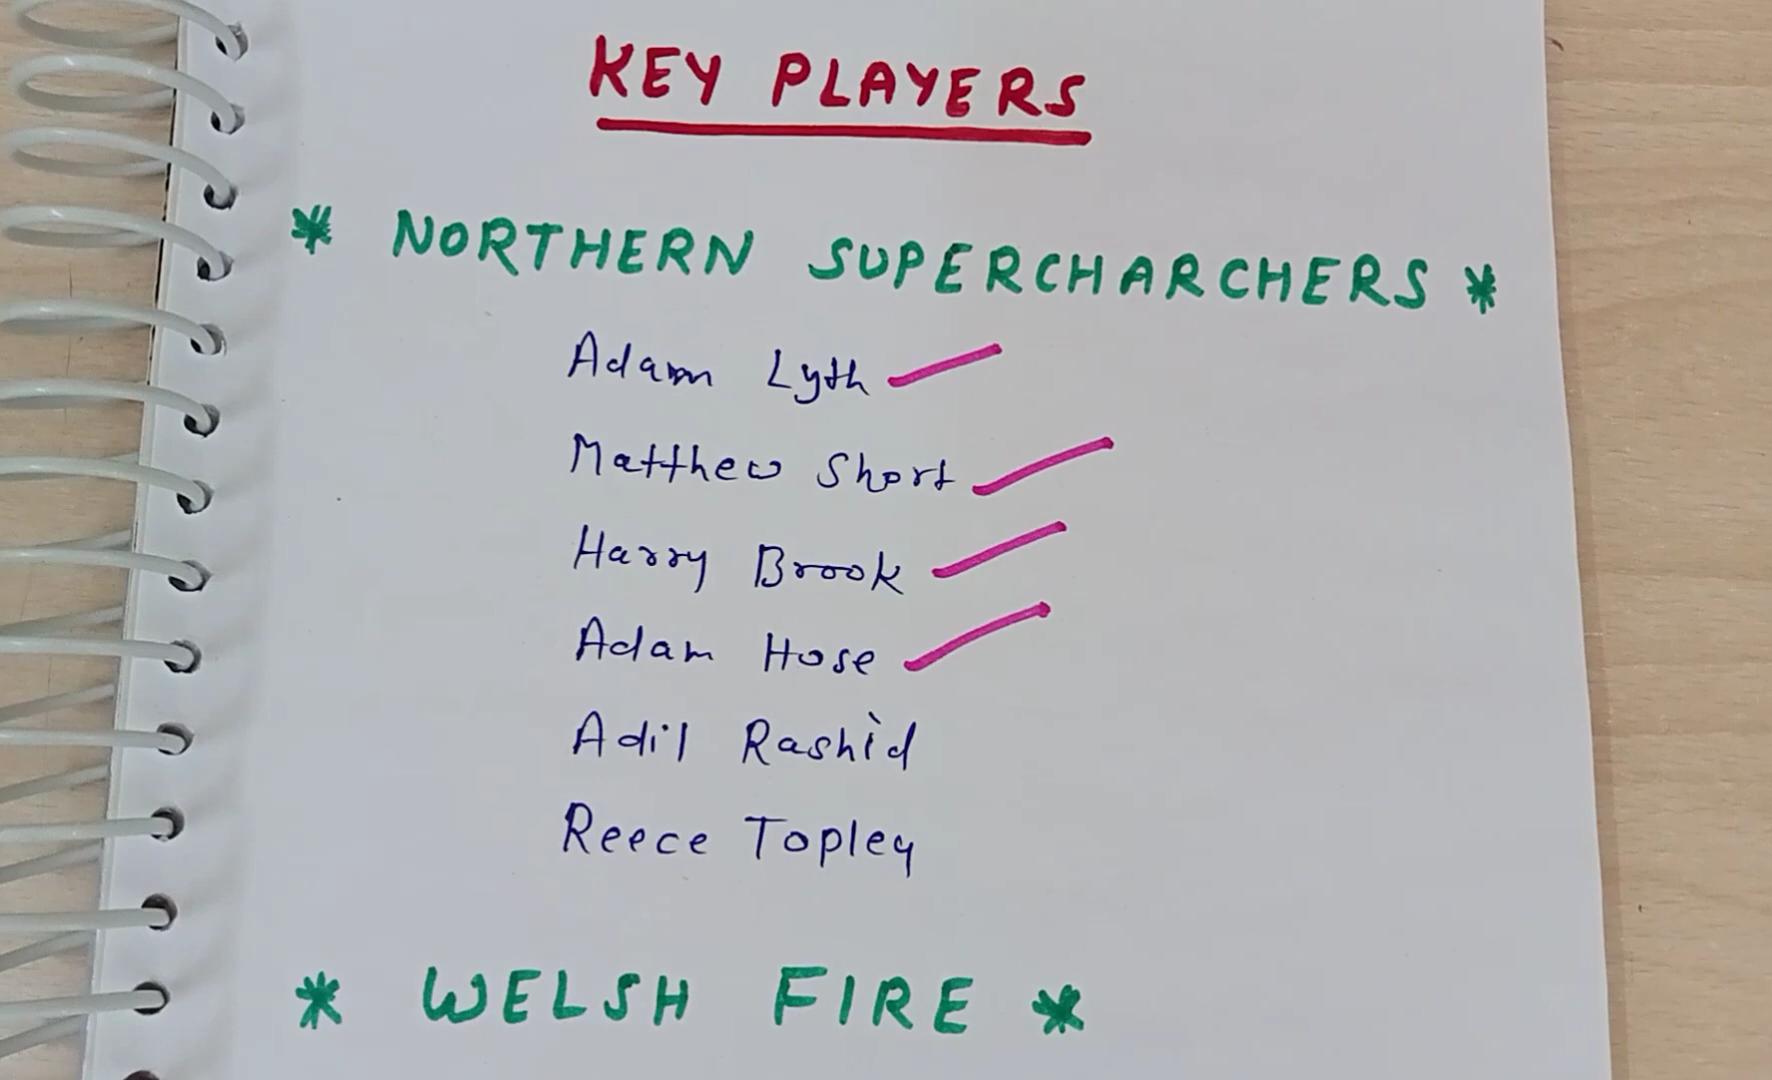 KEY PLAYERS
* NORTHERN SUPERCHARCHERS *
Adam Lyth
Matthew Short
Harry Brook
Adam Hose
Adil Rashid
Reece Topley
* WELSH FIRE *